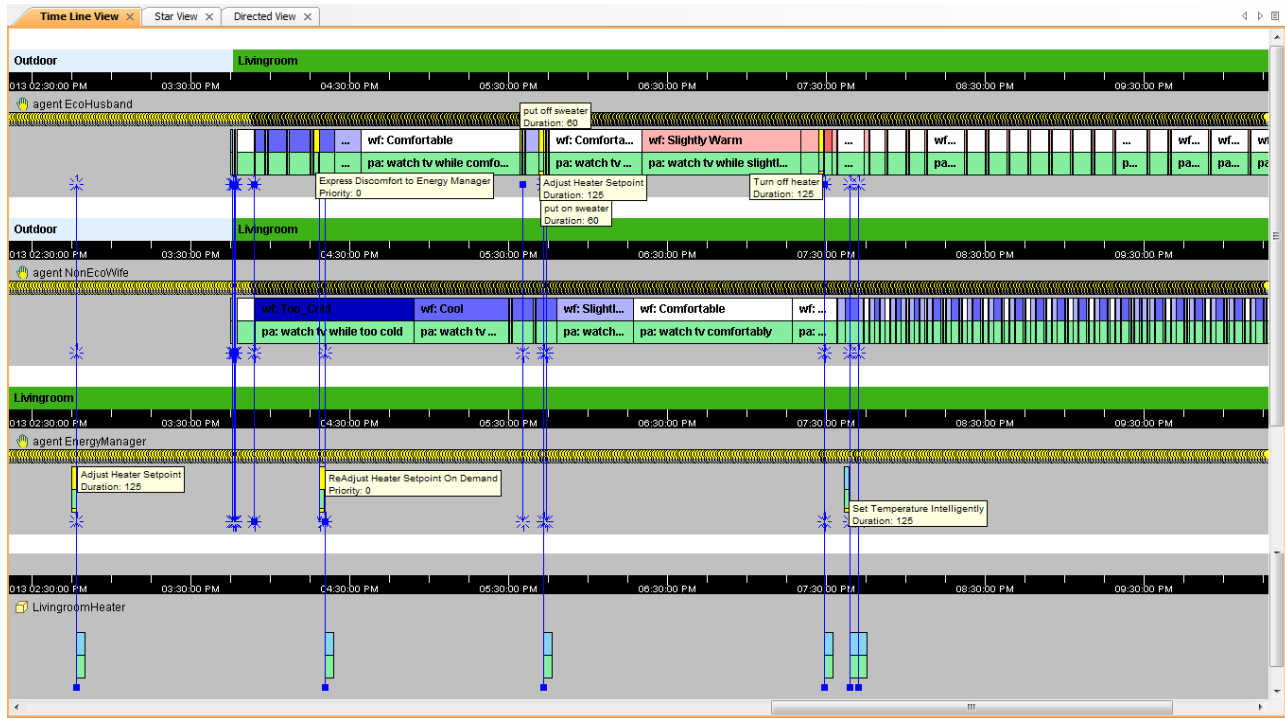 Time Line View × Star View × Directed View ×
Outdoor Livingroom
013 02:30:00 PM 03:30:00 PM 04:30:00 PM 05:30:00 PM 06:30:00 PM 07:30:00 PM 08:30:00 PM 09:30:00 PM
agent EcoHusband
put off sweater
Duration: 60
... wf: Comfortable wf: Comforta... wf: Slightly Warm ... wf... ... wf... wf... wf
... pa: watch tv while comfo... pa: watch tv ... pa: watch tv while slightl... ... pa... p... pa... pa... pa
Express Discomfort to Energy Manager
Priority: 0
Adjust Heater Setpoint
Duration: 125
Turn off heater
Duration: 125
put on sweater
Duration: 60
Outdoor Livingroom
013 02:30:00 PM 03:30:00 PM 04:30:00 PM 05:30:00 PM 06:30:00 PM 07:30:00 PM 08:30:00 PM 09:30:00 PM
agent NonEcoWife
wf: Too_Cold wf: Cool wf: Slightl... wf: Comfortable wf: ...
pa: watch tv while too cold pa: watch tv ... pa: watch... pa: watch tv comfortably pa: ...
Livingroom
013 02:30:00 PM 03:30:00 PM 04:30:00 PM 05:30:00 PM 06:30:00 PM 07:30:00 PM 08:30:00 PM 09:30:00 PM
agent EnergyManager
Adjust Heater Setpoint
Duration: 125
ReAdjust Heater Setpoint On Demand
Priority: 0
Set Temperature Intelligently
Duration: 125
013 02:30:00 PM 03:30:00 PM 04:30:00 PM 05:30:00 PM 06:30:00 PM 07:30:00 PM 08:30:00 PM 09:30:00 PM
LivingroomHeater